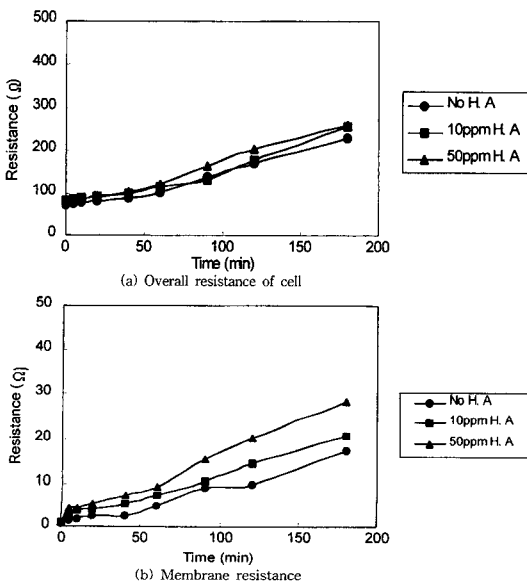 500
400
300
200
100
0
Resistance (Ω)
0 50 100 150 200
Time (min)
No H. A
10ppm H. A
50ppm H. A
(a) Overall resistance of cell
50
40
30
20
10
0
Resistance (Ω)
0 50 100 150 200
Time (min)
No H. A
10ppm H. A
50ppm H. A
(b) Membrane resistance